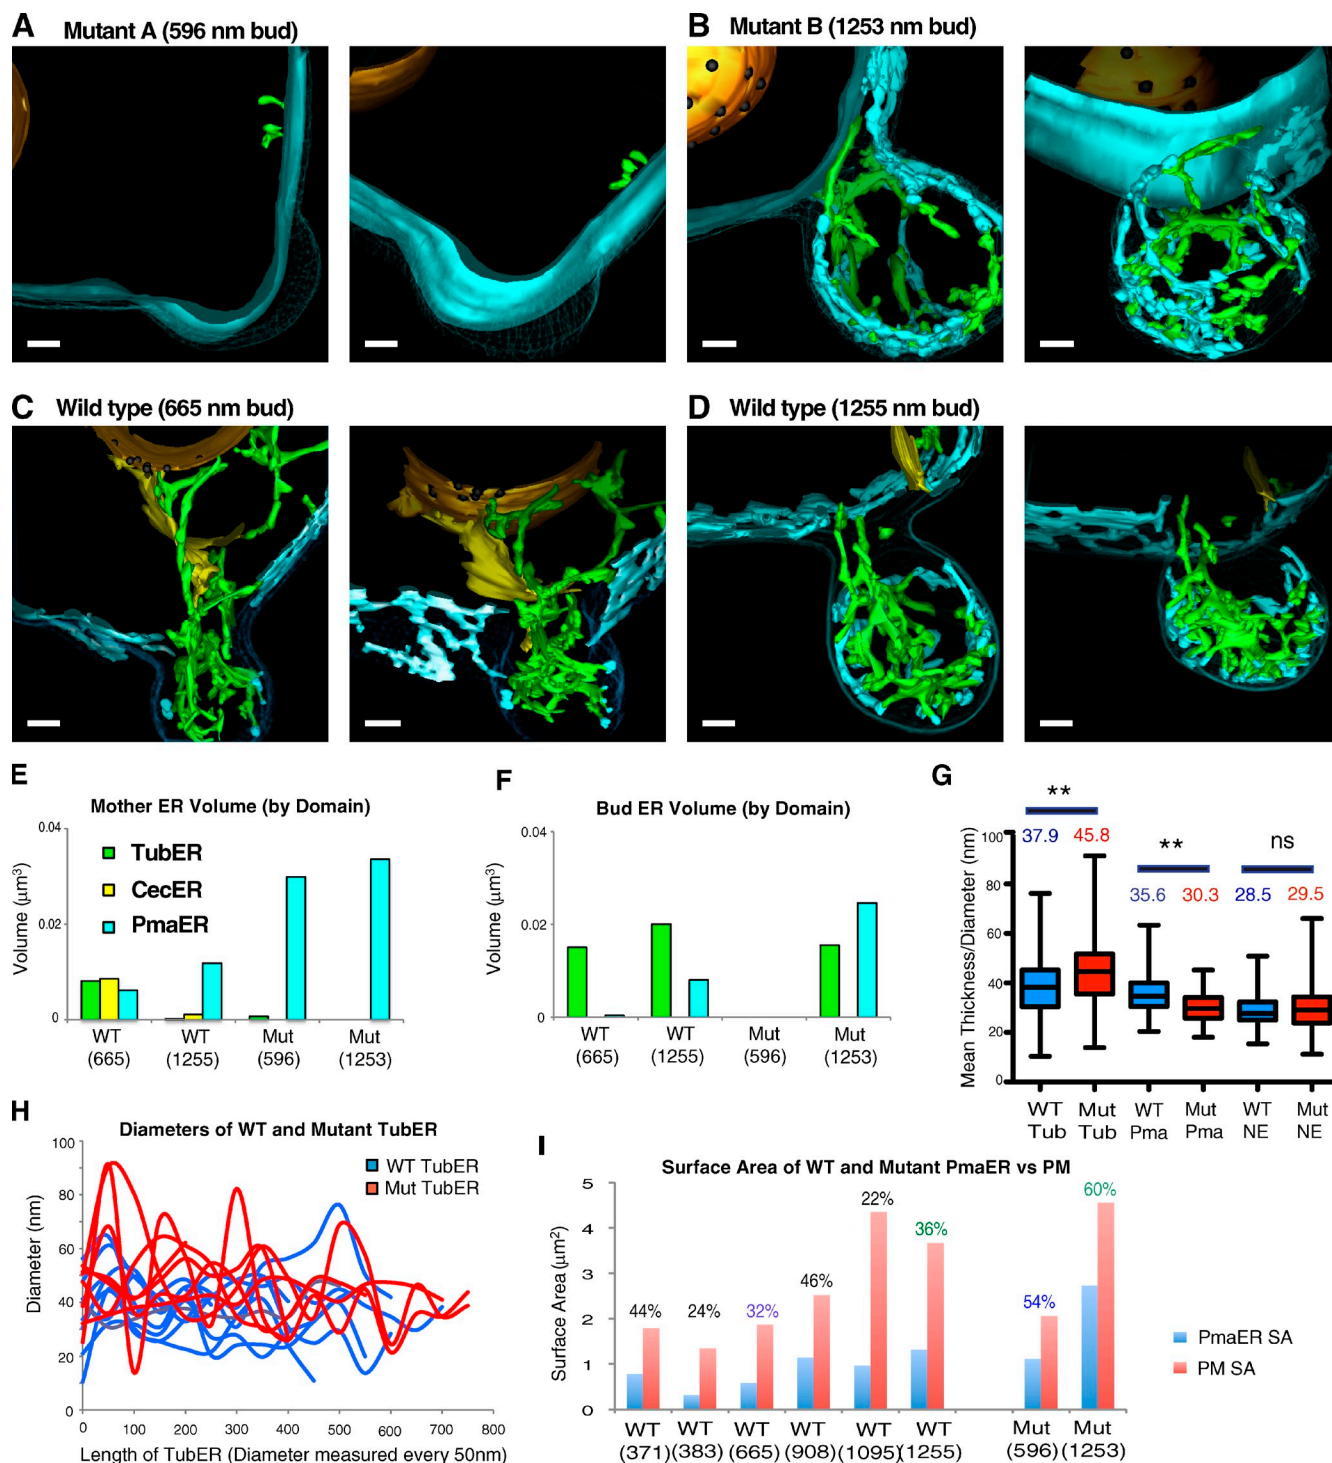 A Mutant A (596 nm bud)
B Mutant B (1253 nm bud)
C Wild type (665 nm bud)
D Wild type (1255 nm bud)
E
Mother ER Volume (by Domain)
Volume (μm³)
0.04
0.02
0
TubER
CecER
PmaER
WT (665)
WT (1255)
Mut (596)
Mut (1253)
F
Bud ER Volume (by Domain)
Volume (μm³)
0.04
0.02
0
WT (665)
WT (1255)
Mut (596)
Mut (1253)
G
Mean Thickness/Diameter (nm)
100
80
60
40
20
0
** ** ns
37.9 45.8 35.6 30.3 28.5 29.5
WT Tub
Mut Tub
WT Pma
Mut Pma
WT NE
Mut NE
H
Diameters of WT and Mutant TubER
Diameter (nm)
100
80
60
40
20
0
WT TubER
Mut TubER
0 100 200 300 400 500 600 700 800
Length of TubER (Diameter measured every 50nm)
I
Surface Area of WT and Mutant PmaER vs PM
Surface Area (μm²)
5
4
3
2
1
0
44% 24% 32% 46% 22% 36% 54% 60%
WT (371)
WT (383)
WT (665)
WT (908)
WT (1095)
WT (1255)
Mut (596)
Mut (1253)
PmaER SA
PM SA